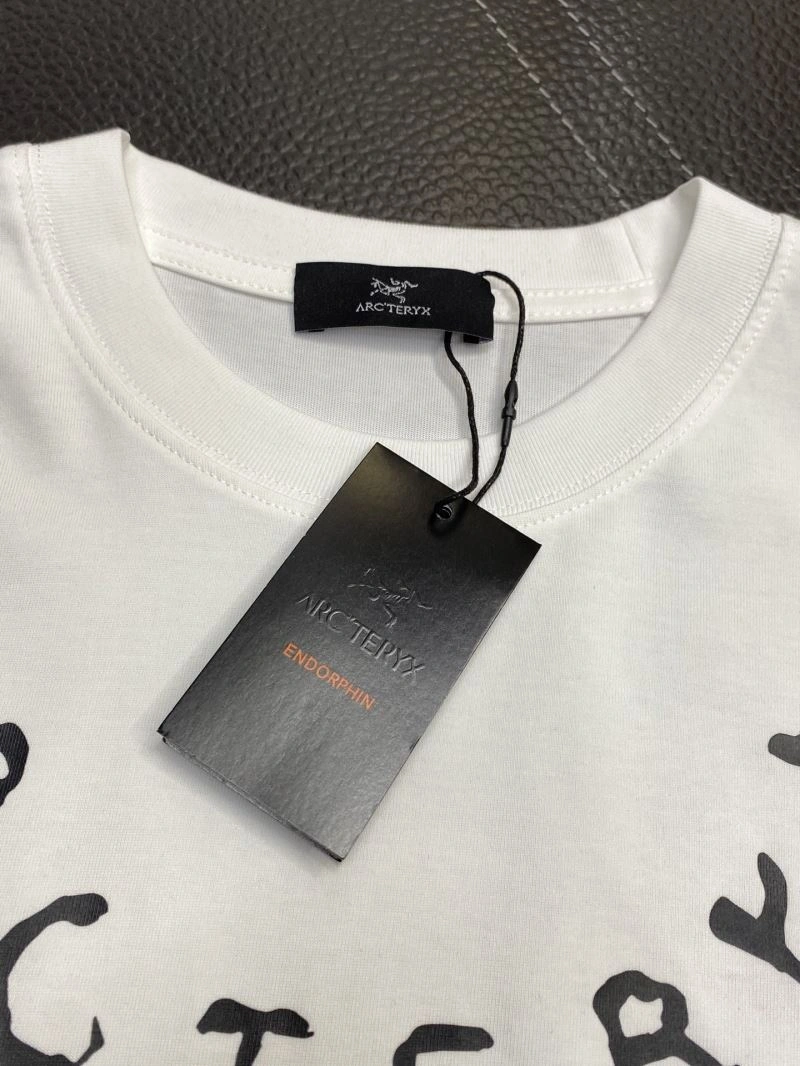 ARC'TERYX
ARC'TERYX
ENDORPHIN
C T E R Y